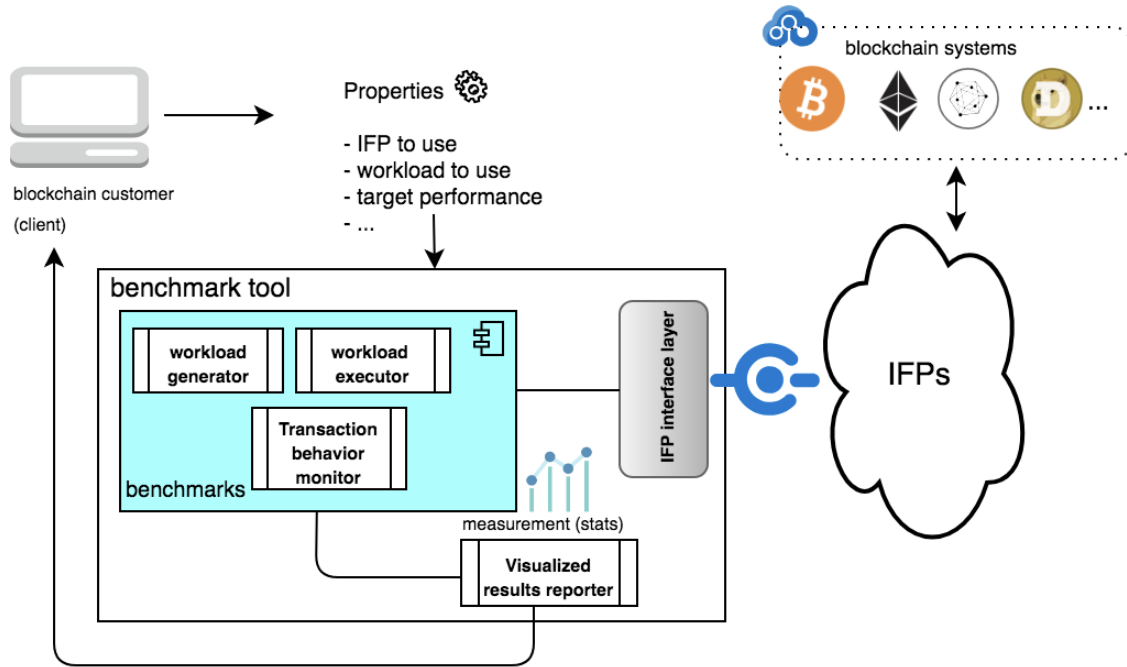 blockchain systems
...
blockchain customer
(client)
Properties
- IFP to use
- workload to use
- target performance
- ...
benchmark tool
workload
generator
workload
executor
Transaction
behavior
monitor
benchmarks
IFP interface layer
IFPs
measurement (stats)
Visualized
results reporter